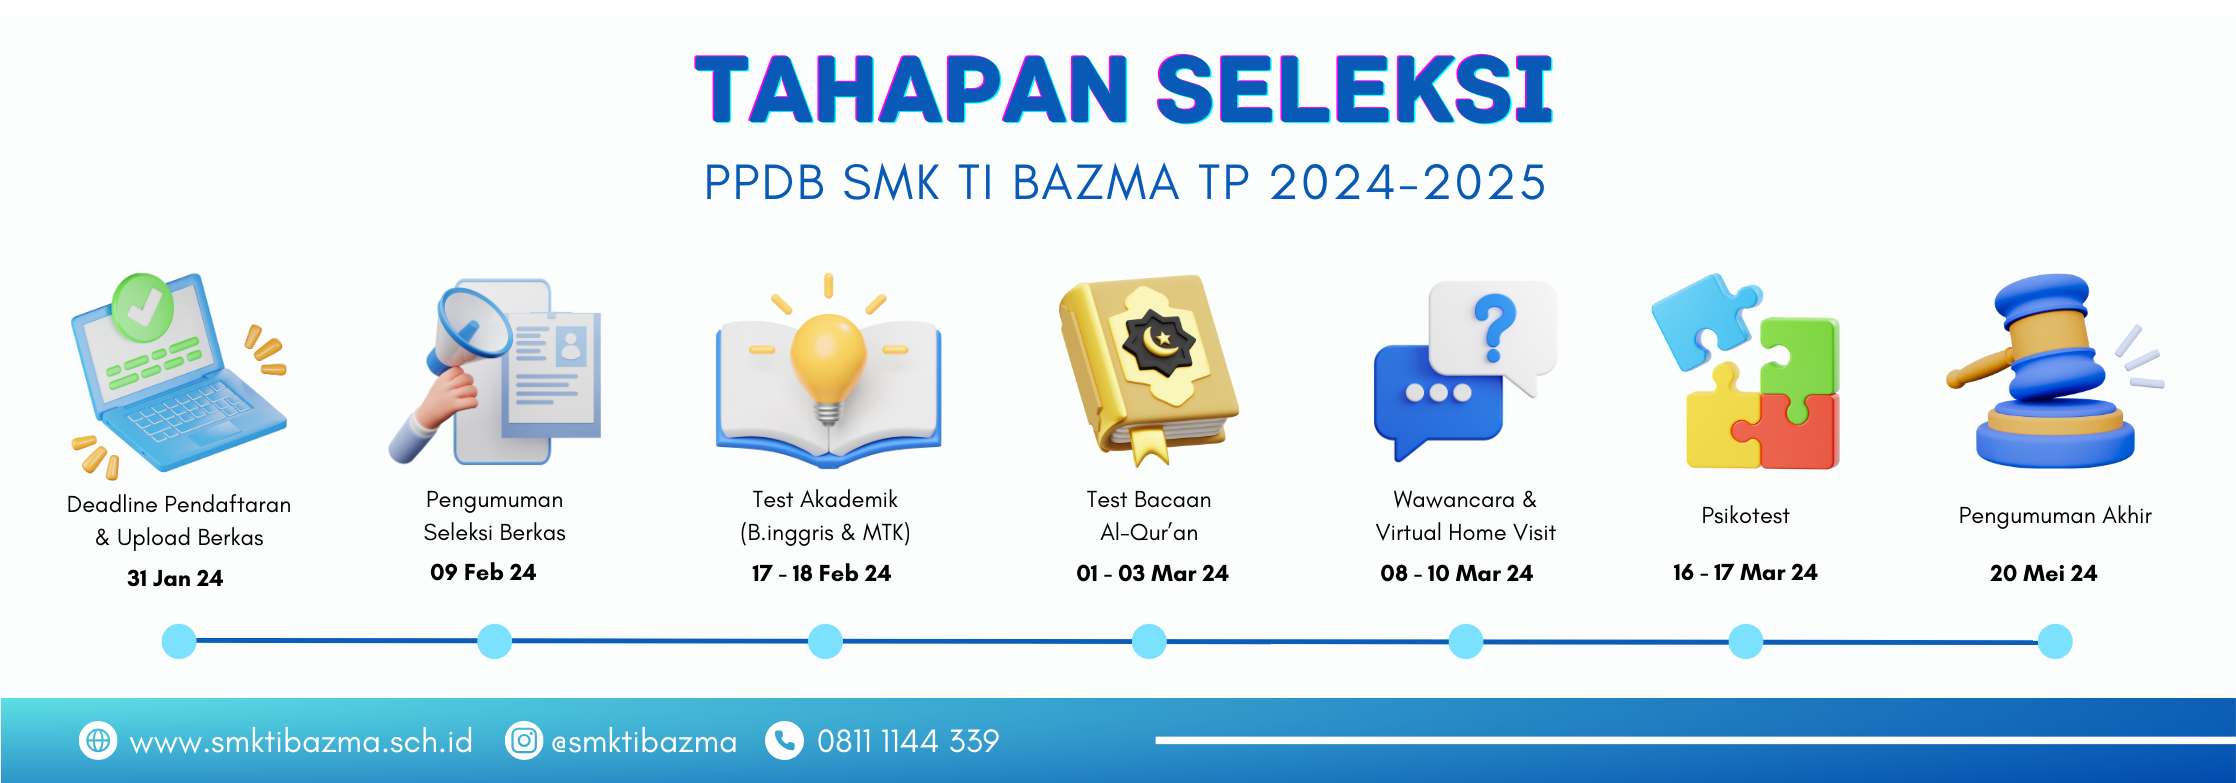 TAHAPAN SELEKSI
PPDB SMK TI BAZMA TP 2024-2025
Deadline Pendaftaran
& Upload Berkas
31 Jan 24
Pengumuman
Seleksi Berkas
09 Feb 24
Test Akademik
(B.inggris & MTK)
17 - 18 Feb 24
Test Bacaan
Al-Qur’an
01 - 03 Mar 24
Wawancara &
Virtual Home Visit
08 - 10 Mar 24
Psikotest
16 - 17 Mar 24
Pengumuman Akhir
20 Mei 24
www.smktibazma.sch.id @smktibazma 0811 1144 339